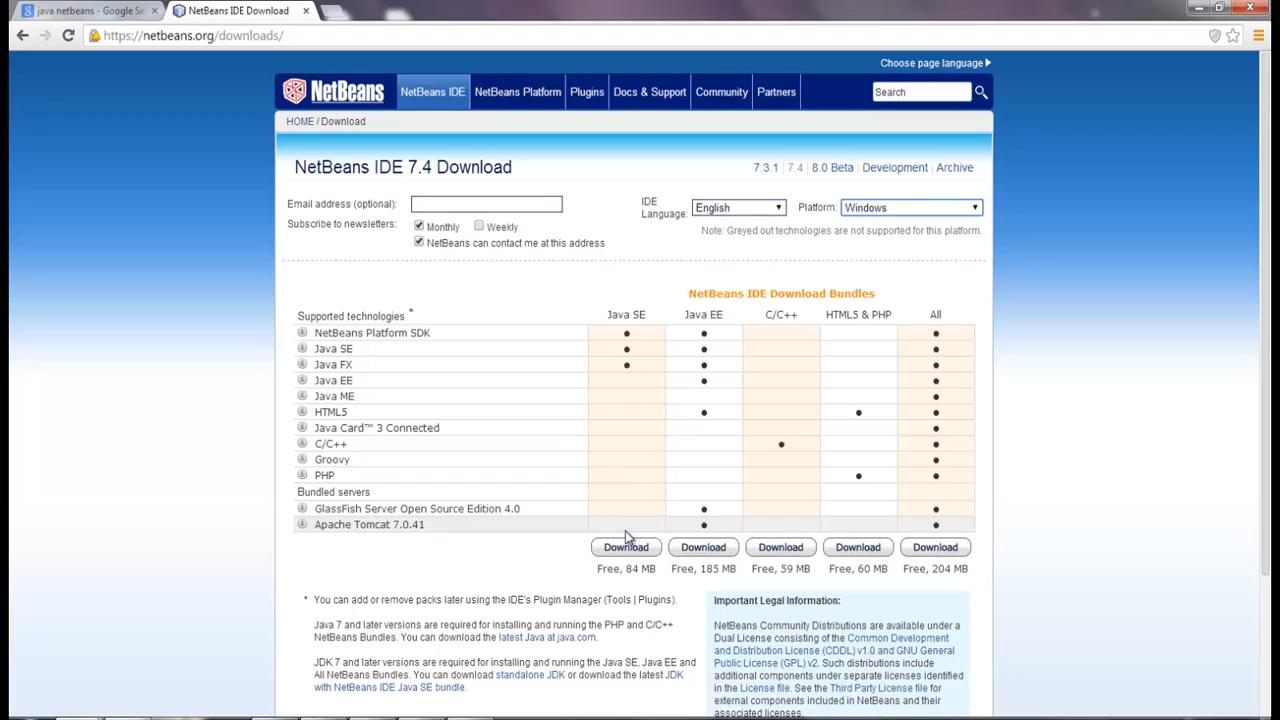 java netbeans - Google Se
NetBeans IDE Download
https://netbeans.org/downloads/
Choose page language
NetBeans
NetBeans IDE
NetBeans Platform
Plugins
Docs & Support
Community
Partners
Search
HOME / Download
NetBeans IDE 7.4 Download
7.3.1 | 7.4 | 8.0 Beta | Development | Archive
Email address (optional):
IDE Language: English
Platform: Windows
Subscribe to newsletters: Monthly Weekly
NetBeans can contact me at this address
Note: Greyed out technologies are not supported for this platform.
NetBeans IDE Download Bundles
Supported technologies * Java SE Java EE C/C++ HTML5 & PHP All
NetBeans Platform SDK • • •
Java SE • • •
Java FX • • •
Java EE • •
Java ME •
HTML5 • • •
Java Card™ 3 Connected •
C/C++ • •
Groovy •
PHP • •
Bundled servers
GlassFish Server Open Source Edition 4.0 • •
Apache Tomcat 7.0.41 • •
Download Download Download Download Download
Free, 84 MB Free, 185 MB Free, 59 MB Free, 60 MB Free, 204 MB
* You can add or remove packs later using the IDE's Plugin Manager (Tools | Plugins).
Java 7 and later versions are required for installing and running the PHP and C/C++
NetBeans Bundles. You can download the latest Java at java.com.
JDK 7 and later versions are required for installing and running the Java SE, Java EE and
All NetBeans Bundles. You can download standalone JDK or download the latest JDK
with NetBeans IDE Java SE bundle.
Important Legal Information:
NetBeans Community Distributions are available under a
Dual License consisting of the Common Development
and Distribution License (CDDL) v1.0 and GNU General
Public License (GPL) v2. Such distributions include
additional components under separate licenses identified
in the License file. See the Third Party License file for
external components included in NetBeans and their
associated licenses.